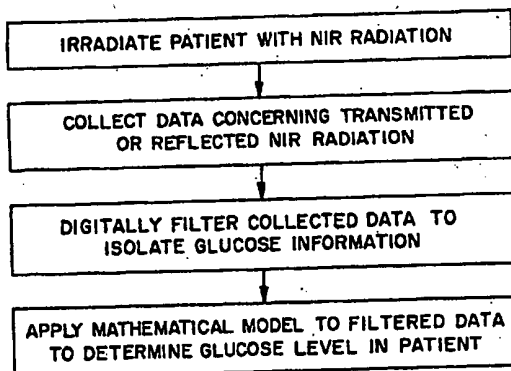 IRRADIATE PATIENT WITH NIR RADIATION
COLLECT DATA CONCERNING TRANSMITTED
OR REFLECTED NIR RADIATION
DIGITALLY FILTER COLLECTED DATA TO
ISOLATE GLUCOSE INFORMATION
APPLY MATHEMATICAL MODEL TO FILTERED DATA
TO DETERMINE GLUCOSE LEVEL IN PATIENT